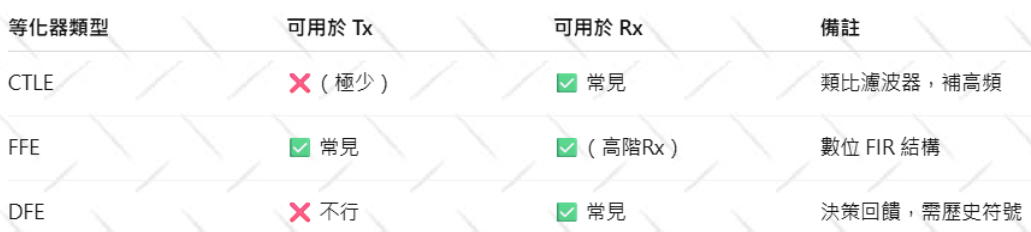 等化器類型 可用於 Tx 可用於 Rx 備註
CTLE ❌（極少） ✅ 常見 類比濾波器，補高頻
FFE ✅ 常見 ✅（高階Rx） 數位 FIR 結構
DFE ❌ 不行 ✅ 常見 決策回饋，需歷史符號